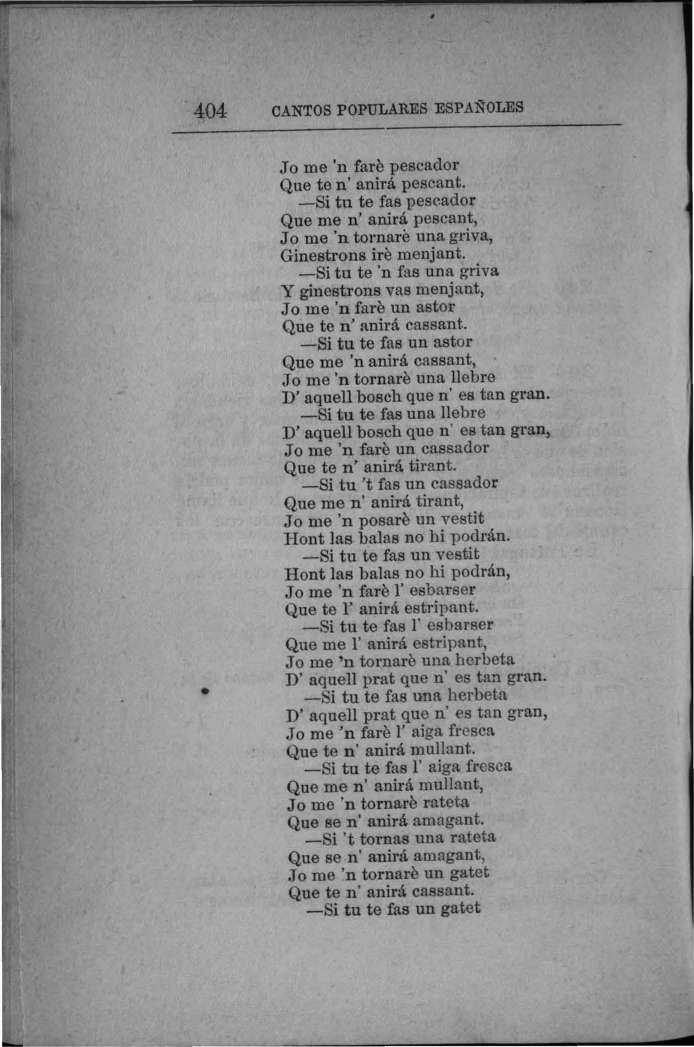 404 CANTOS POPULARES ESPAÑOLES
Jo me 'n farè pescador
Que te n' anirá pescant.
—Si tu te fas pescador
Que me n' anirá pescant,
Jo me 'n tornarè una griva,
Ginestrons irè menjant.
—Si tu te 'n fas una griva
Y ginestrons vas menjant,
Jo me 'n farè un astor
Que te n' anirá cassant.
—Si tu te fas un astor
Que me 'n anirá cassant,
Jo me 'n tornarè una llebre
D' aquell bosch que n' es tan gran.
—Si tu te fas una llebre
D' aquell bosch que n' es tan gran,
Jo me 'n farè un cassador
Que te n' anirá tirant.
—Si tu 't fas un cassador
Que me n' anirá tirant,
Jo me 'n posarè un vestit
Hont las balas no hi podrán.
—Si tu te fas un vestit
Hont las balas no hi podrán,
Jo me 'n farè l' esbarser
Que te l' anirá estripant.
—Si tu te fas l' esbarser
Que me l' anirá estripant,
Jo me 'n tornarè una herbeta
D' aquell prat que n' es tan gran.
—Si tu te fas una herbeta
D' aquell prat que n' es tan gran,
Jo me 'n farè l' aiga fresca
Que te n' anirá mullant.
—Si tu te fas l' aiga fresca
Que me n' anirá mullant,
Jo me 'n tornarè rateta
Que se n' anirá amagant.
—Si 't tornas una rateta
Que se n' anirá amagant,
Jo me 'n tornarè un gatet
Que te n' anirá cassant.
—Si tu te fas un gatet